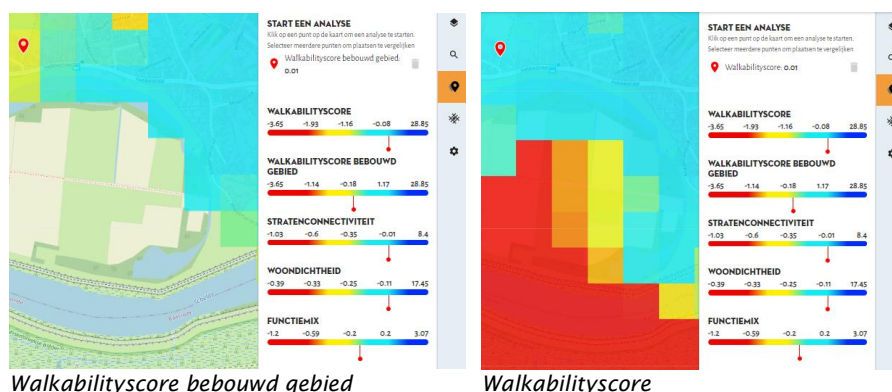 START EEN ANALYSE
Klik op een punt op de kaart om een analyse te starten.
Selecteer meerdere punten om plaatsen te vergelijken
Walkabilityscore bebouwd gebied:
0.01
WALKABILITYSCORE
-3.65 -1.93 -1.16 -0.08 28.85
WALKABILITYSCORE BEBOUWD
GEBIED
-3.65 -1.14 -0.18 1.17 28.85
STRATENCONNECTIVITEIT
-1.03 -0.6 -0.35 -0.01 8.4
WOONDICHTHEID
-0.39 -0.33 -0.25 -0.11 17.45
FUNCTIEMIX
-1.2 -0.59 -0.2 0.2 3.07
Walkabilityscore bebouwd gebied
START EEN ANALYSE
Klik op een punt op de kaart om een analyse te starten.
Selecteer meerdere punten om plaatsen te vergelijken
Walkabilityscore: 0.01
WALKABILITYSCORE
-3.65 -1.93 -1.16 -0.08 28.85
WALKABILITYSCORE BEBOUWD
GEBIED
-3.65 -1.14 -0.18 1.17 28.85
STRATENCONNECTIVITEIT
-1.03 -0.6 -0.35 -0.01 8.4
WOONDICHTHEID
-0.39 -0.33 -0.25 -0.11 17.45
FUNCTIEMIX
-1.2 -0.59 -0.2 0.2 3.07
Walkabilityscore